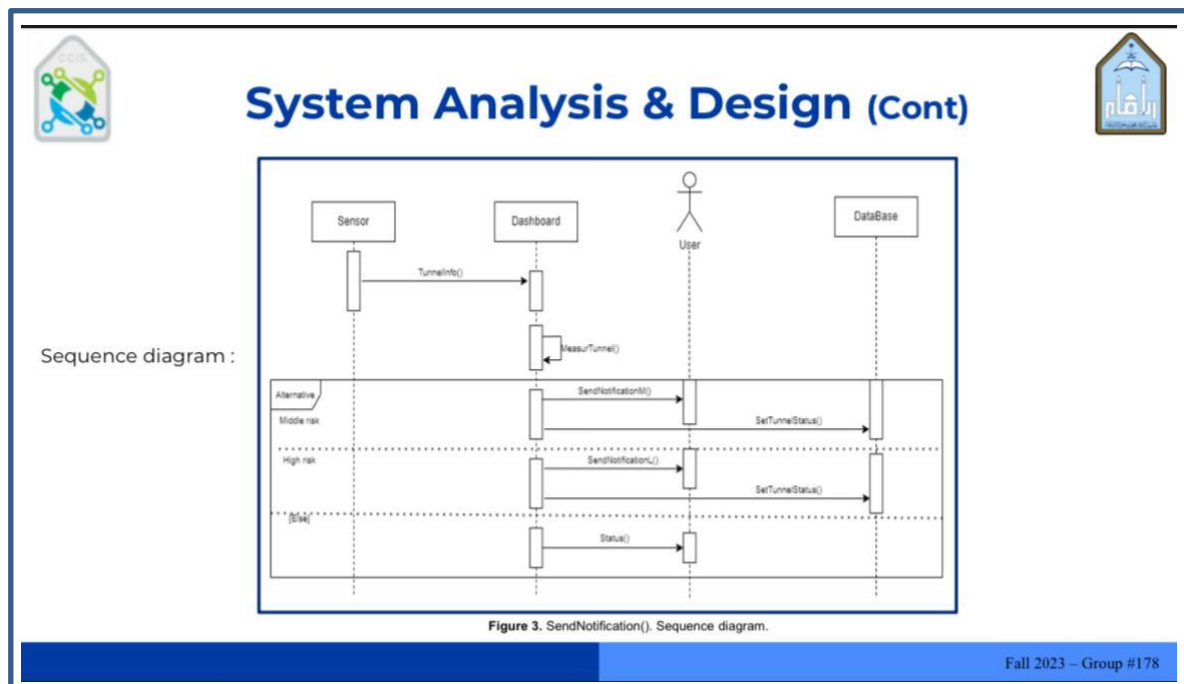 CCIS
System Analysis & Design (Cont)
Sequence diagram :
Sensor
Dashboard
User
DataBase
TunnelInfo()
MeasurTunnel()
Alternative
SendNotificationM()
Middle risk
SetTunnelStatus()
High risk
SendNotificationL()
SetTunnelStatus()
[Else]
Status()
Figure 3. SendNotification(). Sequence diagram.
Fall 2023 – Group #178